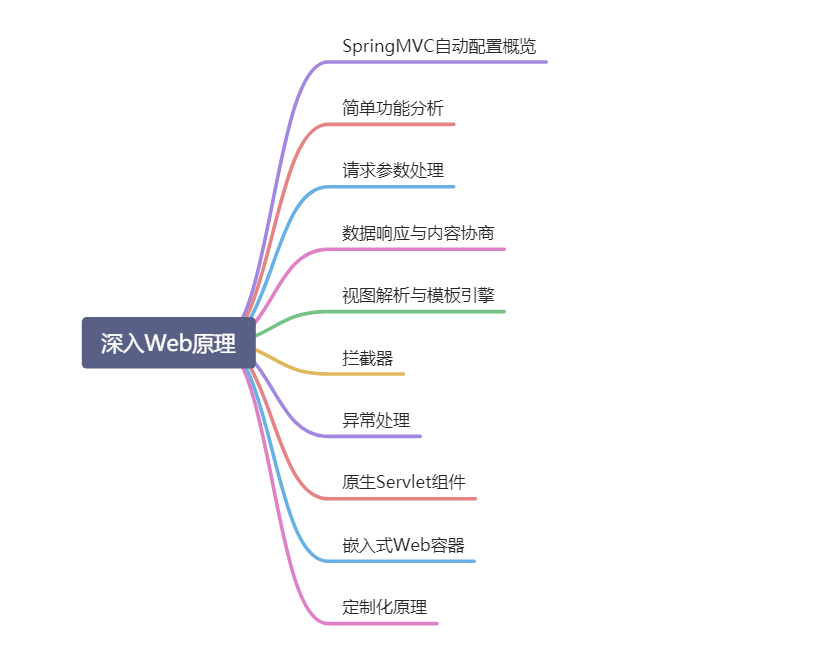 SpringMVC自动配置概览
简单功能分析
请求参数处理
数据响应与内容协商
视图解析与模板引擎
深入Web原理
拦截器
异常处理
原生Servlet组件
嵌入式Web容器
定制化原理